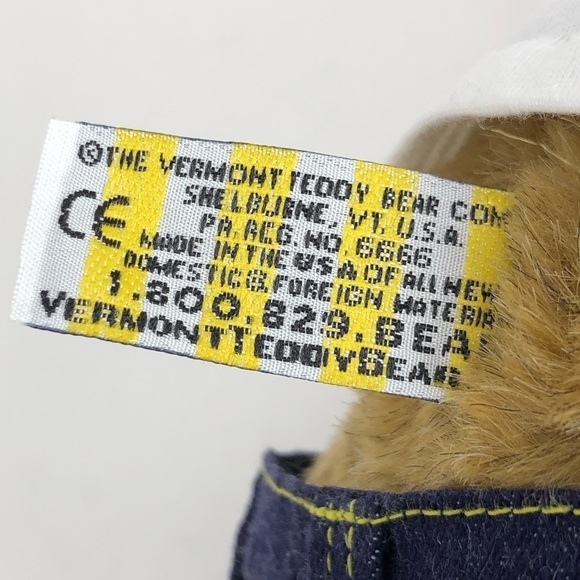 ©THE VERMONT TEDDY BEAR COM
SHELBURNE, VT. U.S.A.
PA. REG. NO. 6666
CE MADE IN THE USA OF ALL NEW
DOMESTIC & FOREIGN MATERIA
1.800.829.BEA
VERMONTTEDDYBEAR